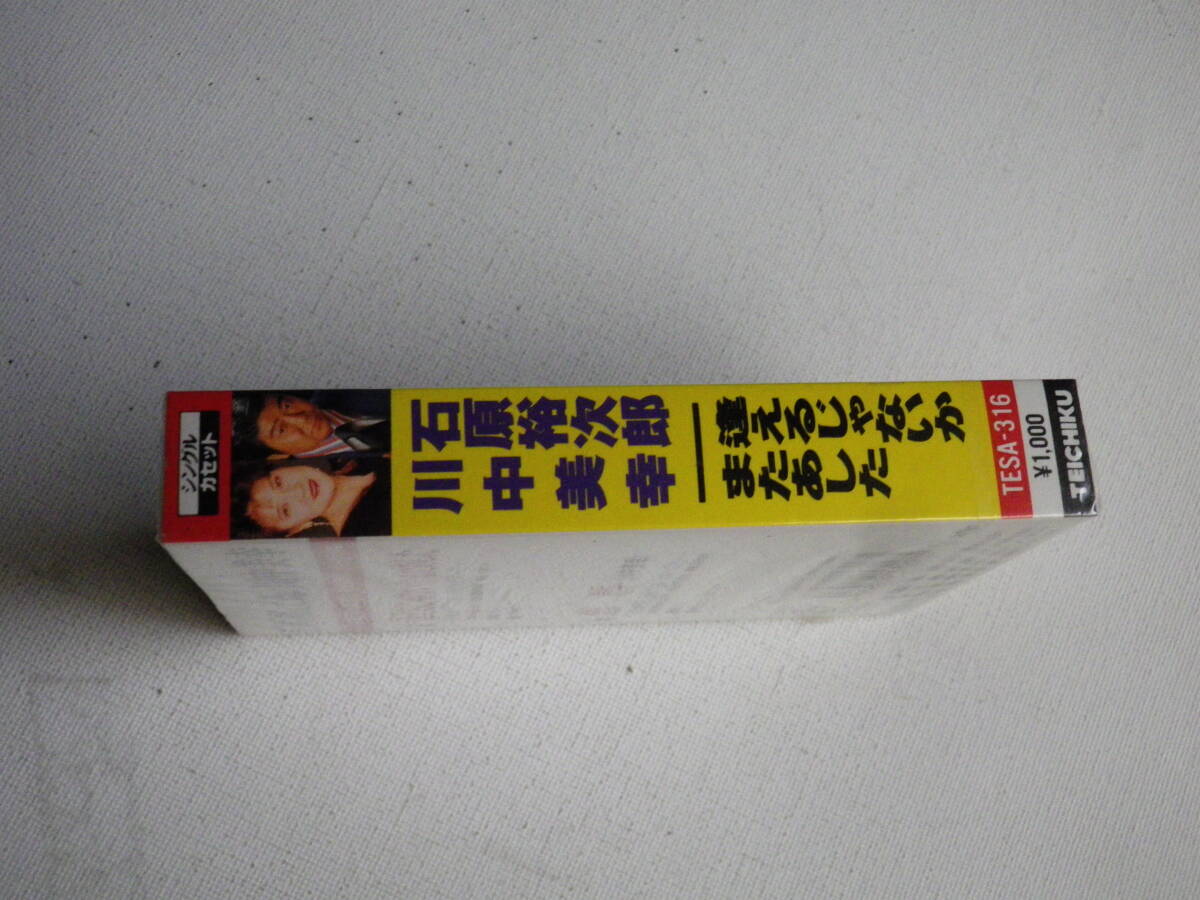 シングル
カセット
石原裕次郎
川中美幸
逢えるじゃないか
またあした
TESA-316
¥1,000
TEICHIKU